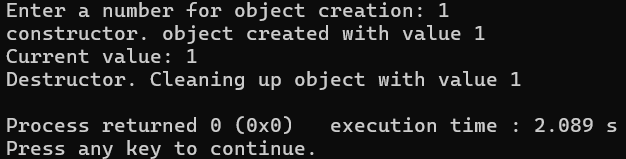 Enter a number for object creation: 1
constructor. object created with value 1
Current value: 1
Destructor. Cleaning up object with value 1
Process returned 0 (0x0)   execution time : 2.089 s
Press any key to continue.